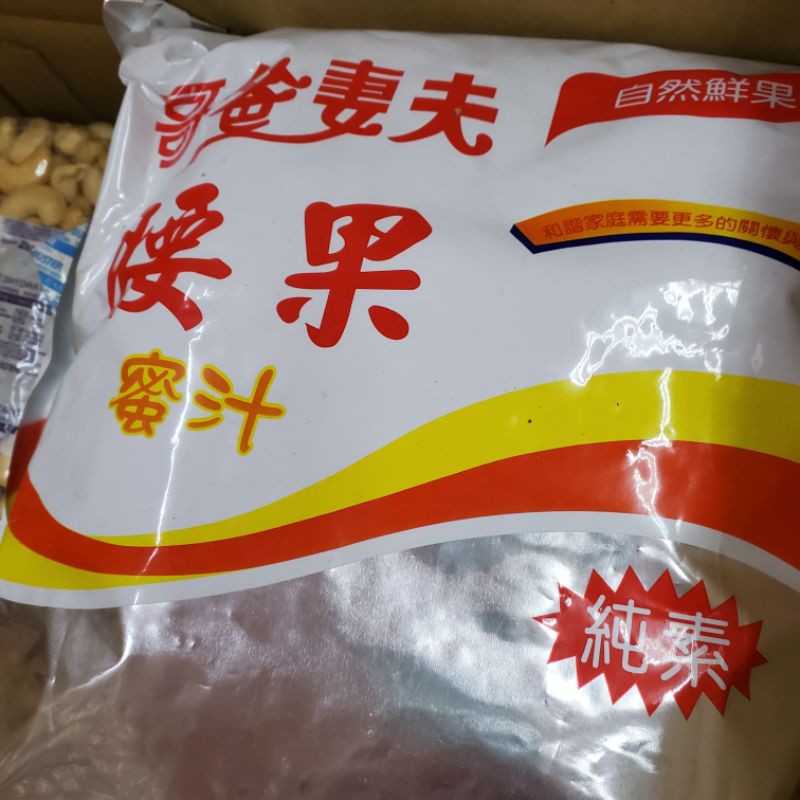 哥爸妻夫
自然鮮果
和諧家庭需要更多的關懷與
腰果
蜜汁
純素